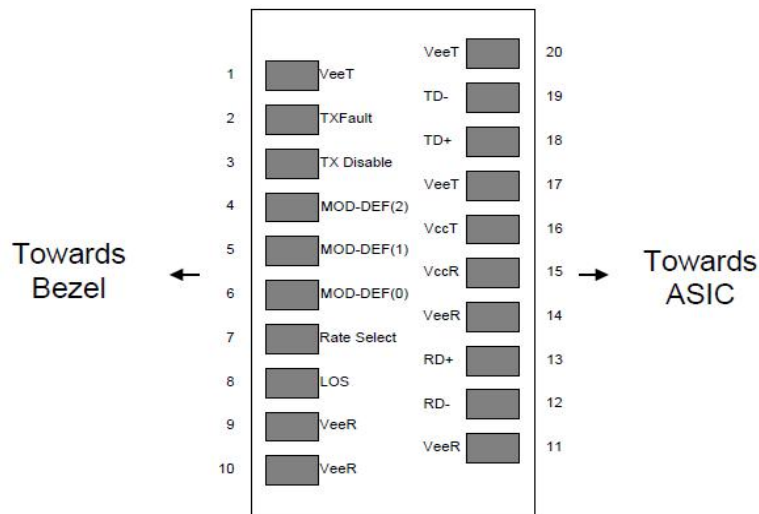 VeeT 20
1 VeeT
TD- 19
2 TXFault
TD+ 18
3 TX Disable
VeeT 17
4 MOD-DEF(2)
VccT 16
5 MOD-DEF(1)
Towards
Bezel
VccR 15
Towards
ASIC
6 MOD-DEF(0)
VeeR 14
7 Rate Select
RD+ 13
8 LOS
RD- 12
9 VeeR
VeeR 11
10 VeeR